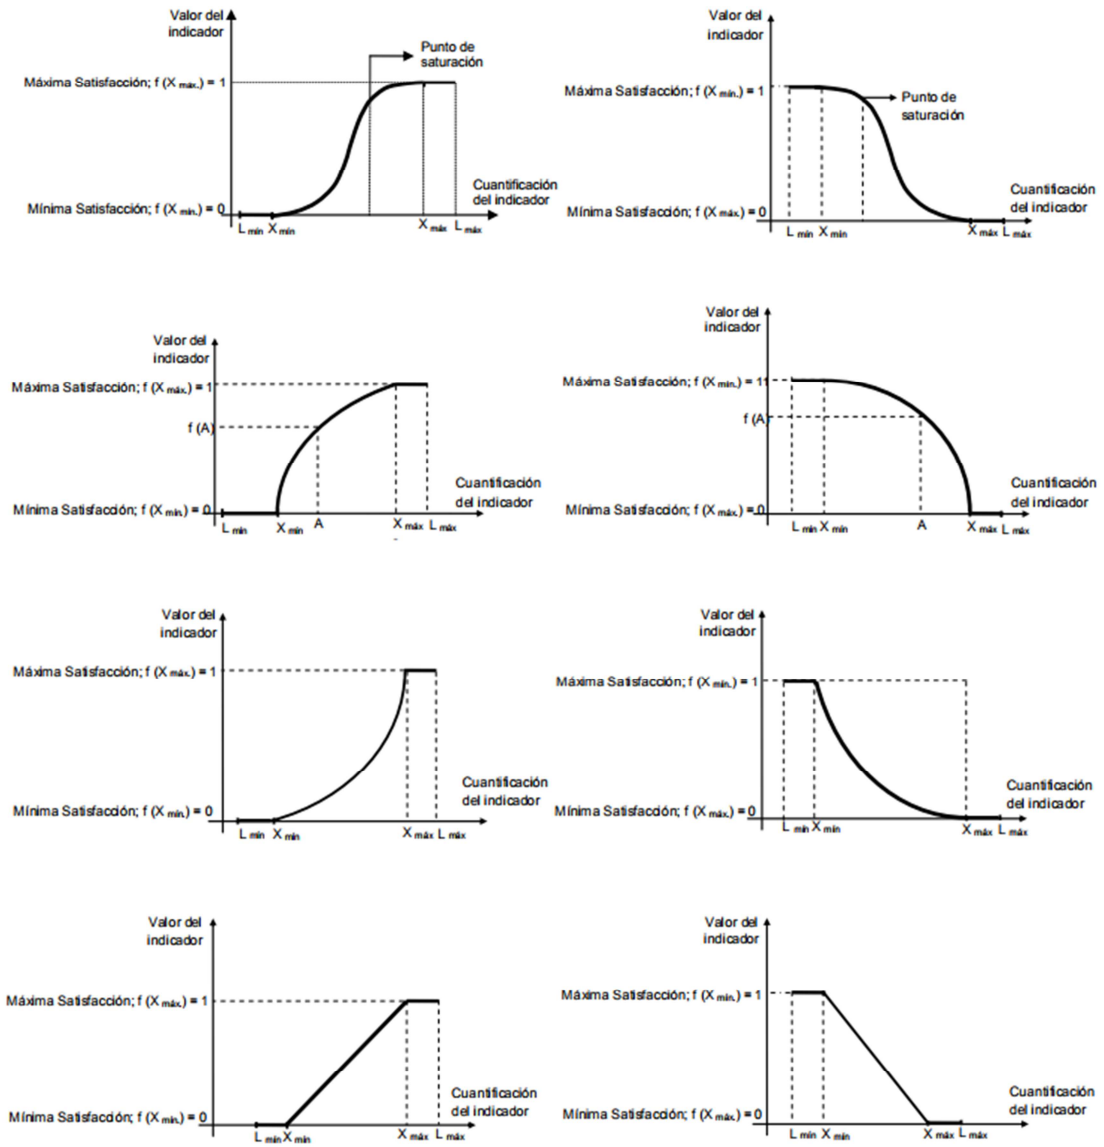 Valor del
indicador
Punto de
saturación
Máxima Satisfacción; f (X máx.) = 1
Cuantificación
del indicador
Mínima Satisfacción; f (X mín.) = 0
L mín X mín
X máx L máx
Valor del
indicador
Máxima Satisfacción; f (X mín.) = 1
Punto de
saturación
Cuantificación
del indicador
Mínima Satisfacción; f (X máx.) = 0
L mín X mín
X máx L máx
Valor del
indicador
Máxima Satisfacción; f (X máx.) = 1
f (A)
Cuantificación
del indicador
Mínima Satisfacción; f (X mín.) = 0
L mín X mín A X máx L máx
Valor del
indicador
Máxima Satisfacción; f (X mín.) = 11
f (A)
Cuantificación
del indicador
Mínima Satisfacción; f (X máx.) = 0
L mín X mín A X máx L máx
Valor del
indicador
Máxima Satisfacción; f (X máx.) = 1
Cuantificación
del indicador
Mínima Satisfacción; f (X mín.) = 0
L mín X mín X máx L máx
Valor del
indicador
Máxima Satisfacción; f (X mín.) = 1
Cuantificación
del indicador
Mínima Satisfacción; f (X máx.) = 0
L mín X mín X máx L máx
Valor del
indicador
Máxima Satisfacción; f (X máx.) = 1
Cuantificación
del indicador
Mínima Satisfacción; f (X mín.) = 0
L mín X mín X máx L máx
Valor del
indicador
Máxima Satisfacción; f (X mín.) = 1
Cuantificación
del indicador
Mínima Satisfacción; f (X máx.) = 0
L mín X mín X máx L máx